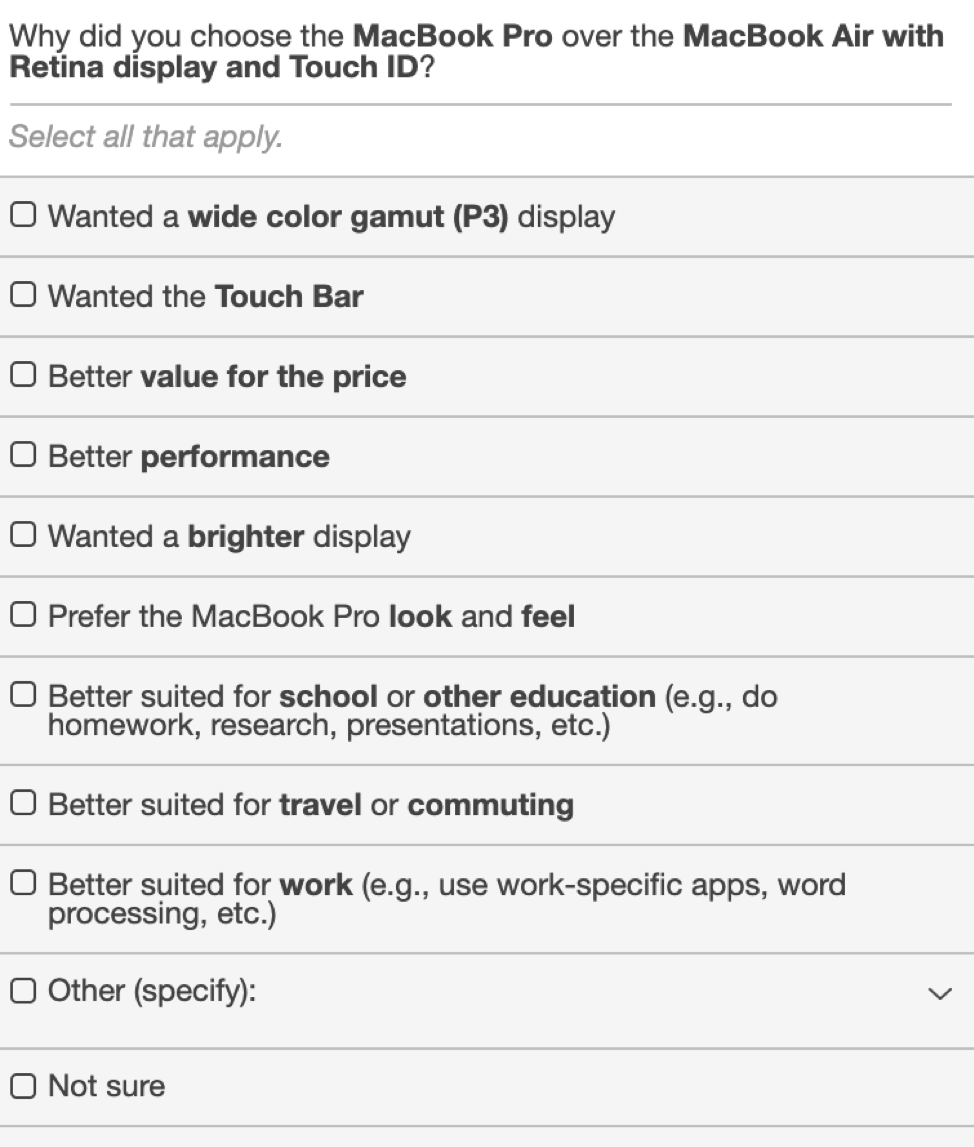 Why did you choose the MacBook Pro over the MacBook Air with
Retina display and Touch ID?
Select all that apply.
Wanted a wide color gamut (P3) display
Wanted the Touch Bar
Better value for the price
Better performance
Wanted a brighter display
Prefer the MacBook Pro look and feel
Better suited for school or other education (e.g., do
homework, research, presentations, etc.)
Better suited for travel or commuting
Better suited for work (e.g., use work-specific apps, word
processing, etc.)
Other (specify):
Not sure